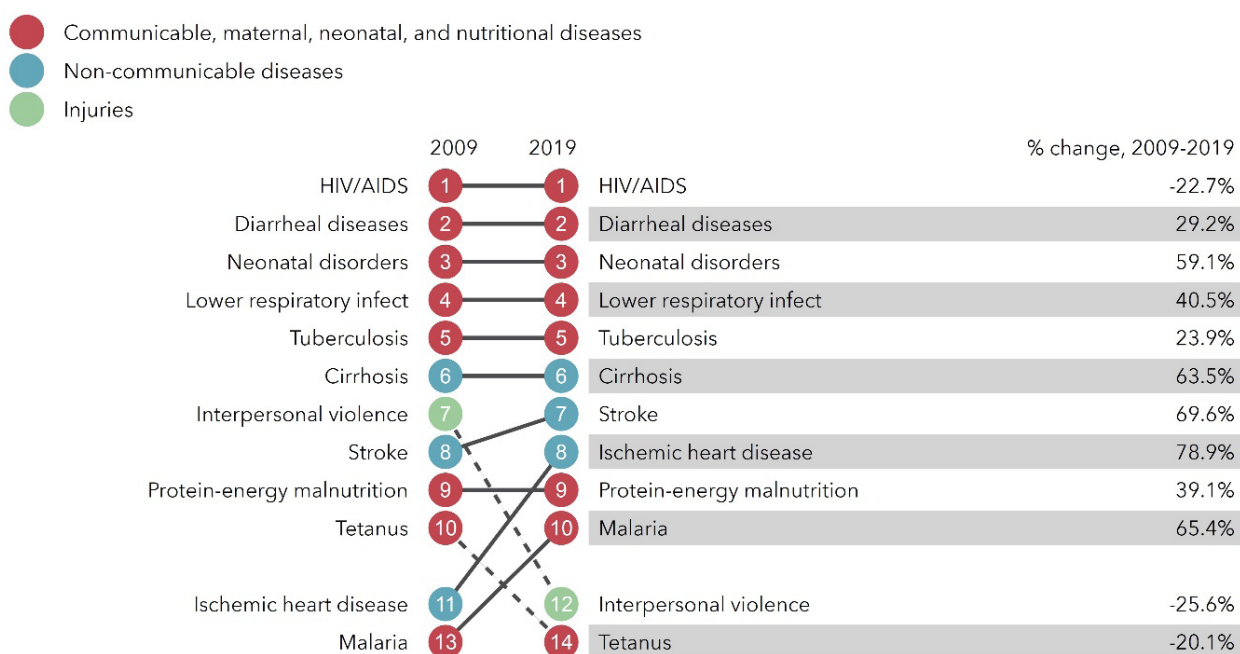 Communicable, maternal, neonatal, and nutritional diseases
Non-communicable diseases
Injuries
2009 2019 % change, 2009-2019
HIV/AIDS 1 1 HIV/AIDS -22.7%
Diarrheal diseases 2 2 Diarrheal diseases 29.2%
Neonatal disorders 3 3 Neonatal disorders 59.1%
Lower respiratory infect 4 4 Lower respiratory infect 40.5%
Tuberculosis 5 5 Tuberculosis 23.9%
Cirrhosis 6 6 Cirrhosis 63.5%
Interpersonal violence 7 7 Stroke 69.6%
Stroke 8 8 Ischemic heart disease 78.9%
Protein-energy malnutrition 9 9 Protein-energy malnutrition 39.1%
Tetanus 10 10 Malaria 65.4%
Ischemic heart disease 11 12 Interpersonal violence -25.6%
Malaria 13 14 Tetanus -20.1%